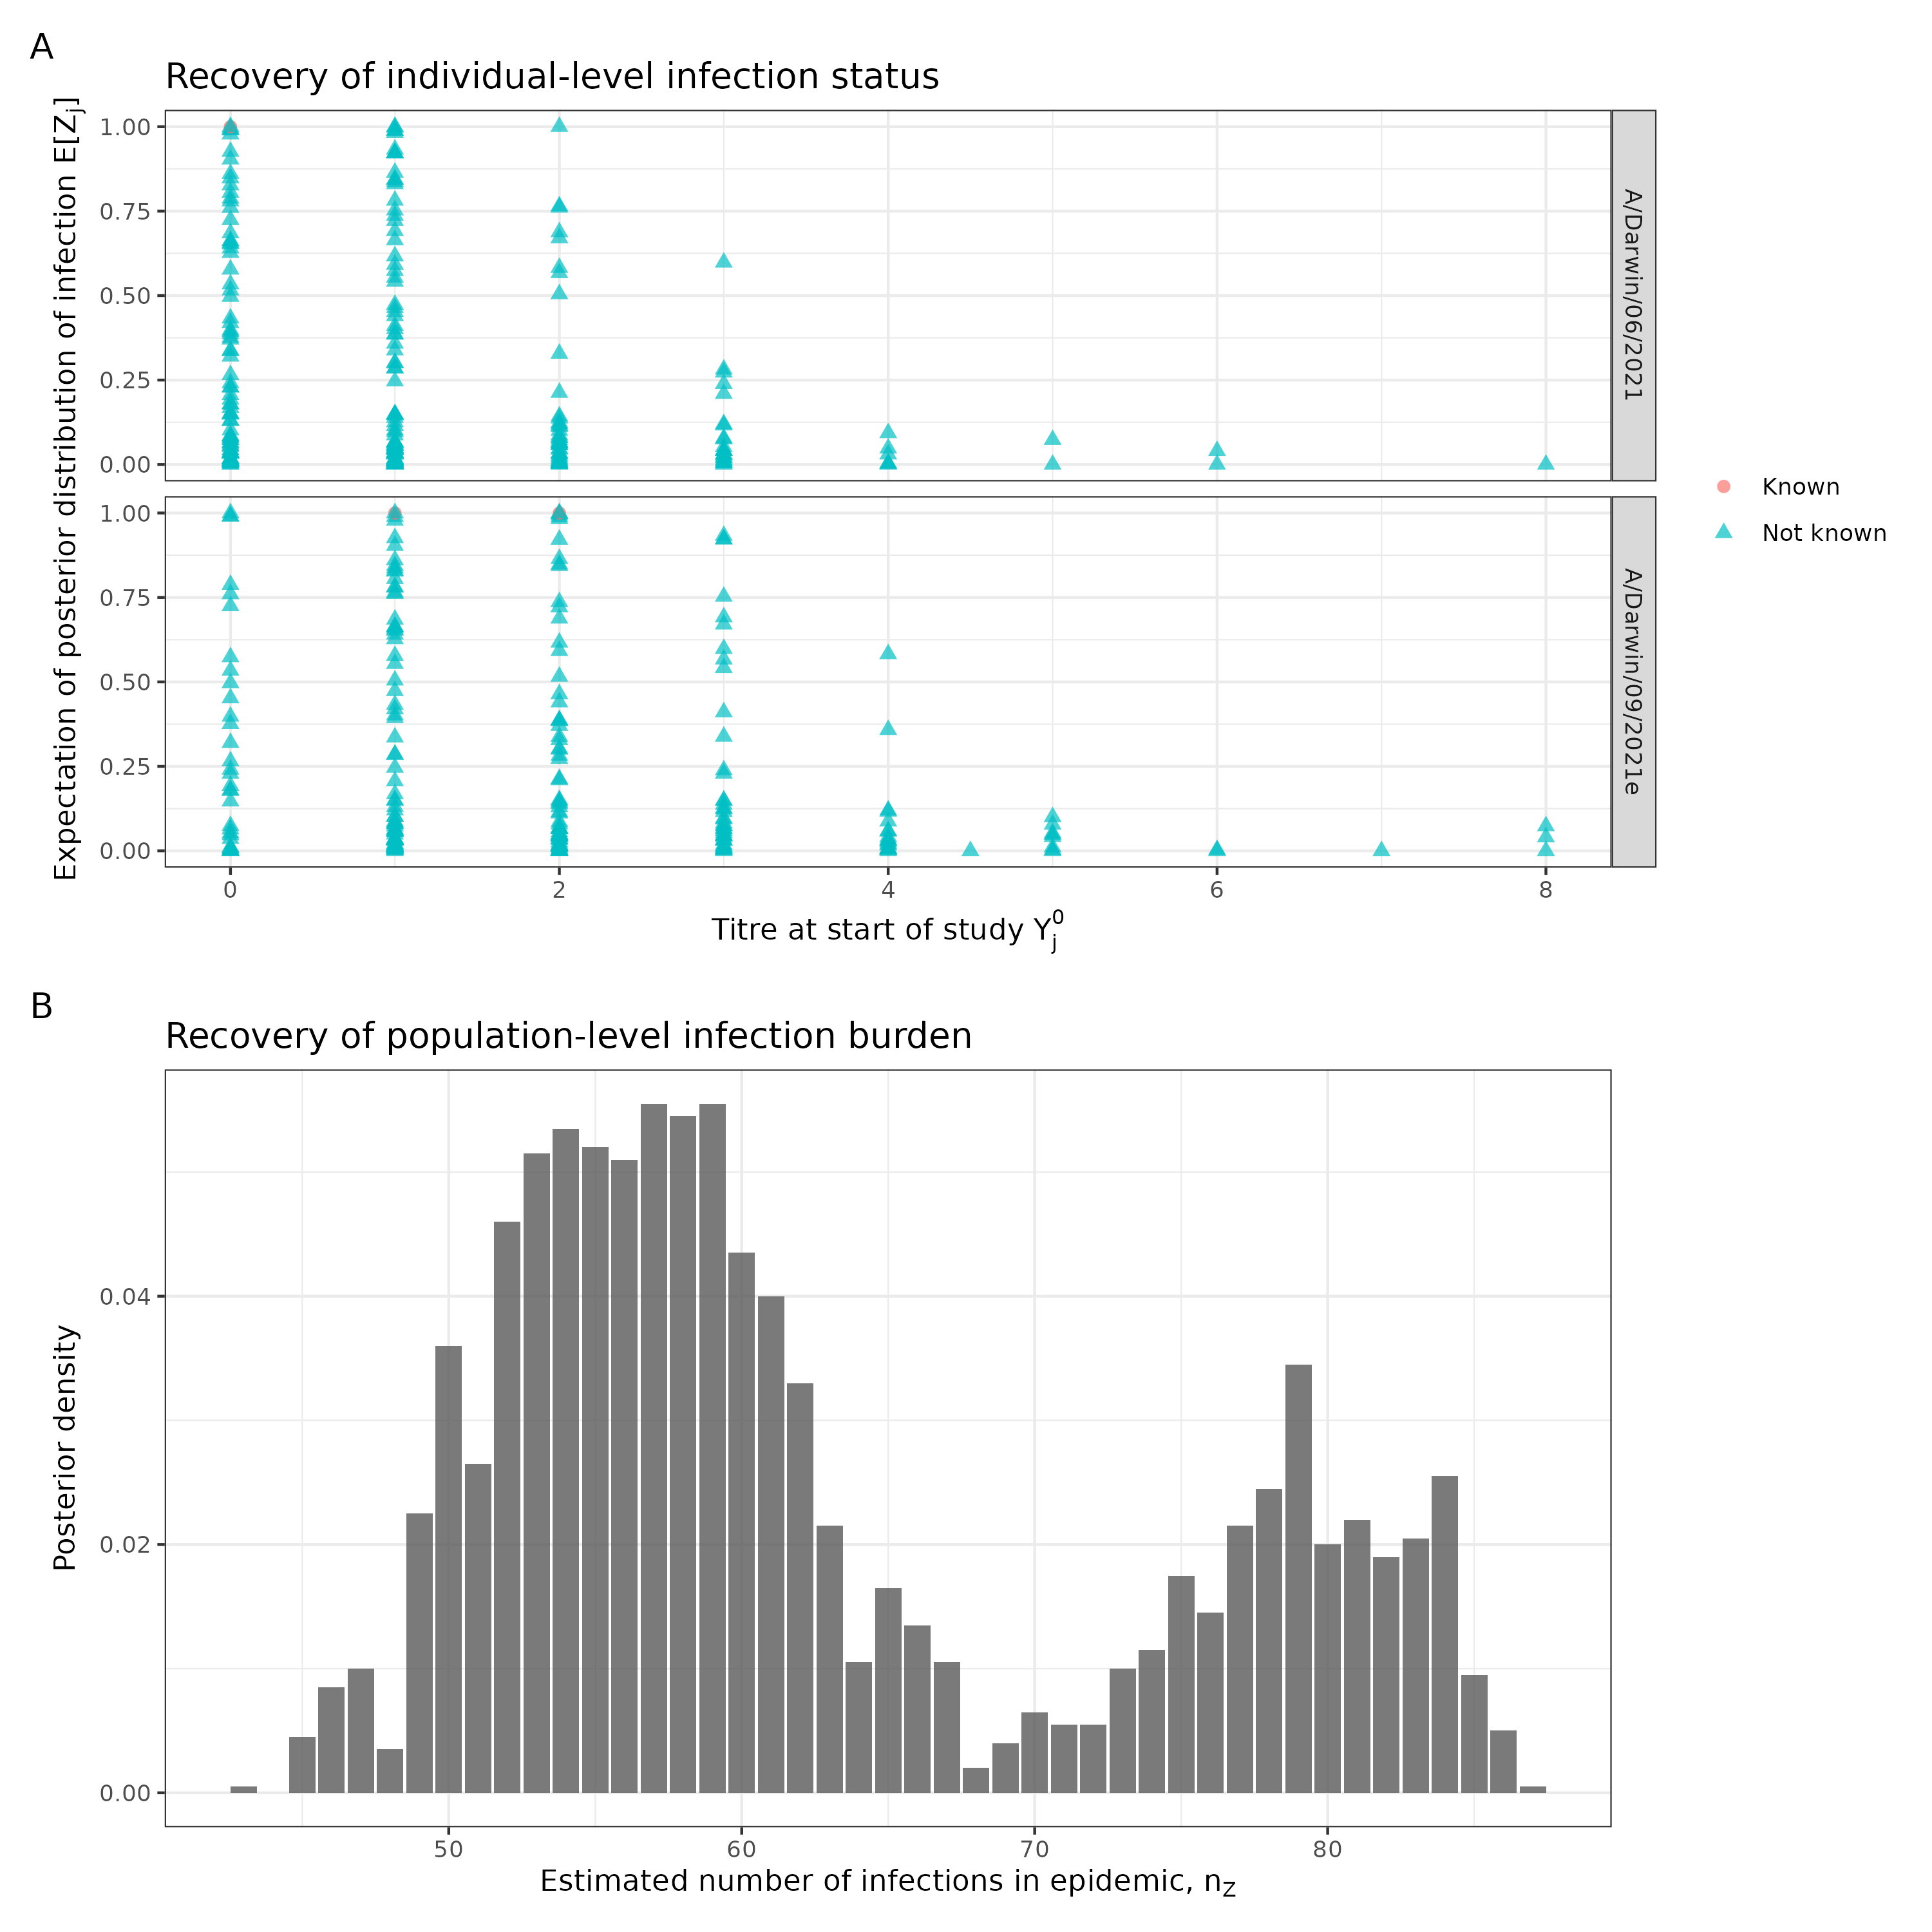 A
Recovery of individual-level infection status
Expectation of posterior distribution of infection E[Zj]
1.00
0.75
0.50
0.25
0.00
A/Darwin/06/2021
1.00
0.75
0.50
0.25
0.00
A/Darwin/09/2021e
0 2 4 6 8
Titre at start of study Yj0
Known
Not known
B
Recovery of population-level infection burden
Posterior density
0.04
0.02
0.00
50 60 70 80
Estimated number of infections in epidemic, nZ